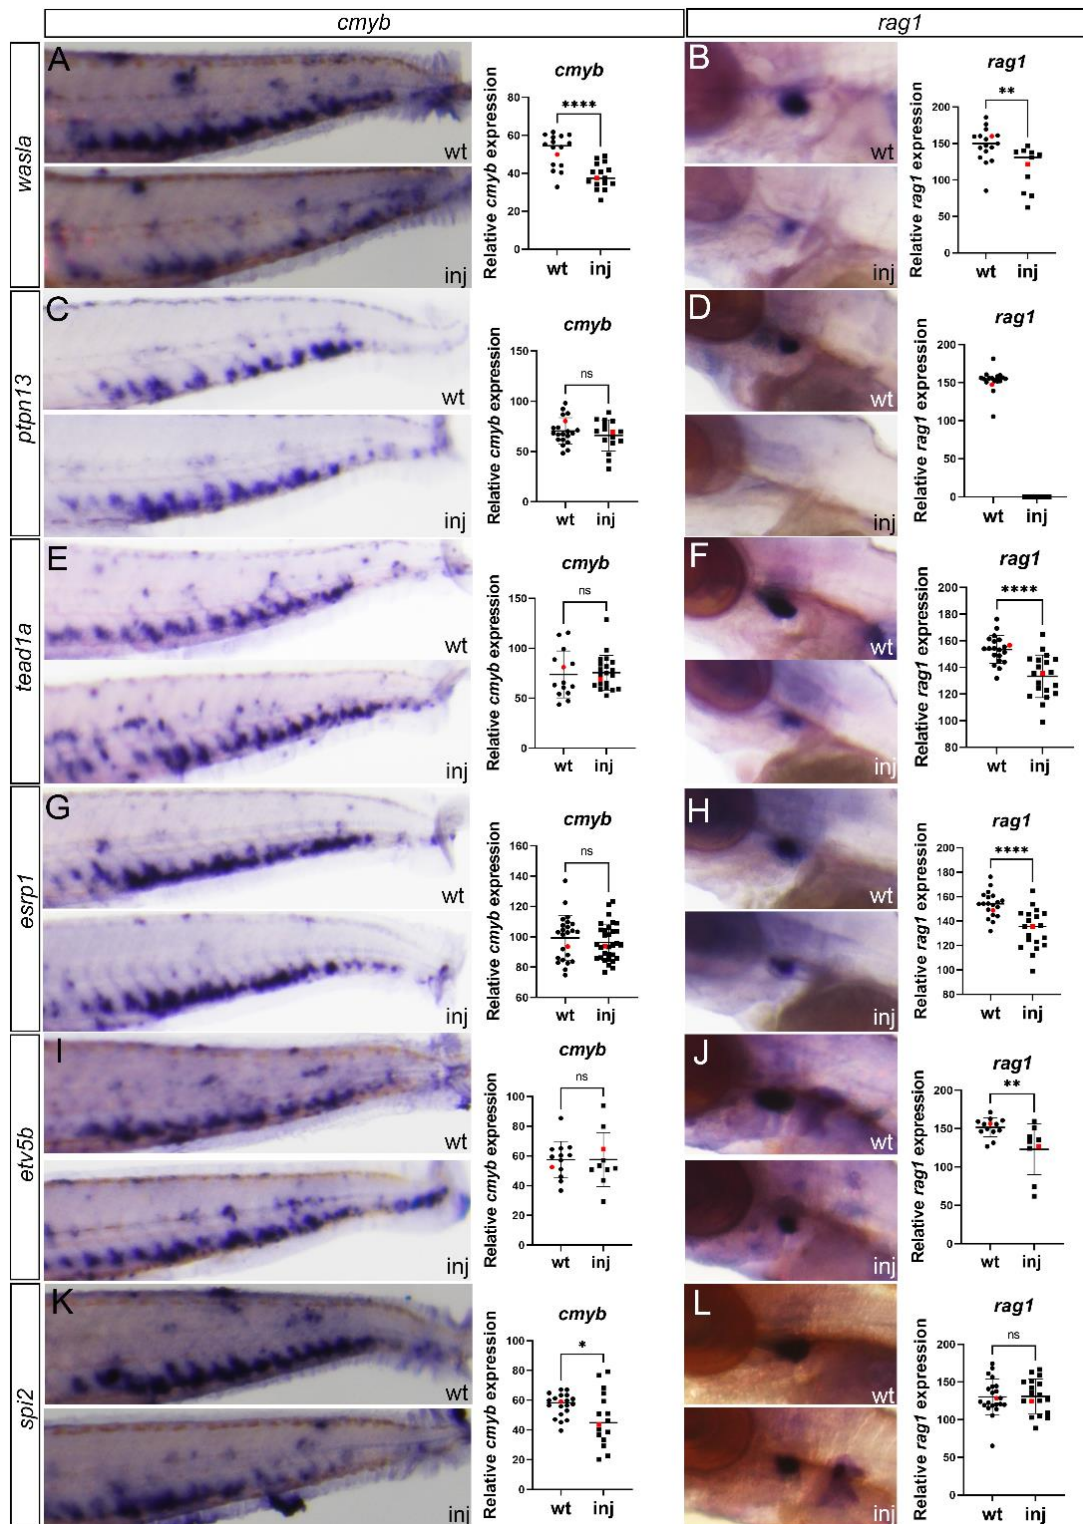 cmyb
rag1
wasla
A
wt
inj
cmyb
Relative cmyb expression
80
60
40
20
0
****
wt
inj
B
wt
inj
rag1
Relative rag1 expression
200
150
100
50
0
**
wt
inj
ptpn13
C
wt
inj
cmyb
Relative cmyb expression
150
100
50
0
ns
wt
inj
D
wt
inj
rag1
Relative rag1 expression
200
150
100
50
0
wt
inj
tead1a
E
wt
inj
cmyb
Relative cmyb expression
150
100
50
0
ns
wt
inj
F
wt
inj
rag1
Relative rag1 expression
200
180
160
140
120
100
80
****
wt
inj
esrp1
G
wt
inj
cmyb
Relative cmyb expression
160
140
120
100
80
60
ns
wt
inj
H
wt
inj
rag1
Relative rag1 expression
200
180
160
140
120
100
80
****
wt
inj
etv5b
I
wt
inj
cmyb
Relative cmyb expression
100
80
60
40
20
0
ns
wt
inj
J
wt
inj
rag1
Relative rag1 expression
200
150
100
50
0
**
wt
inj
spi2
K
wt
inj
cmyb
Relative cmyb expression
100
80
60
40
20
0
*
wt
inj
L
wt
inj
rag1
Relative rag1 expression
200
150
100
50
0
ns
wt
inj